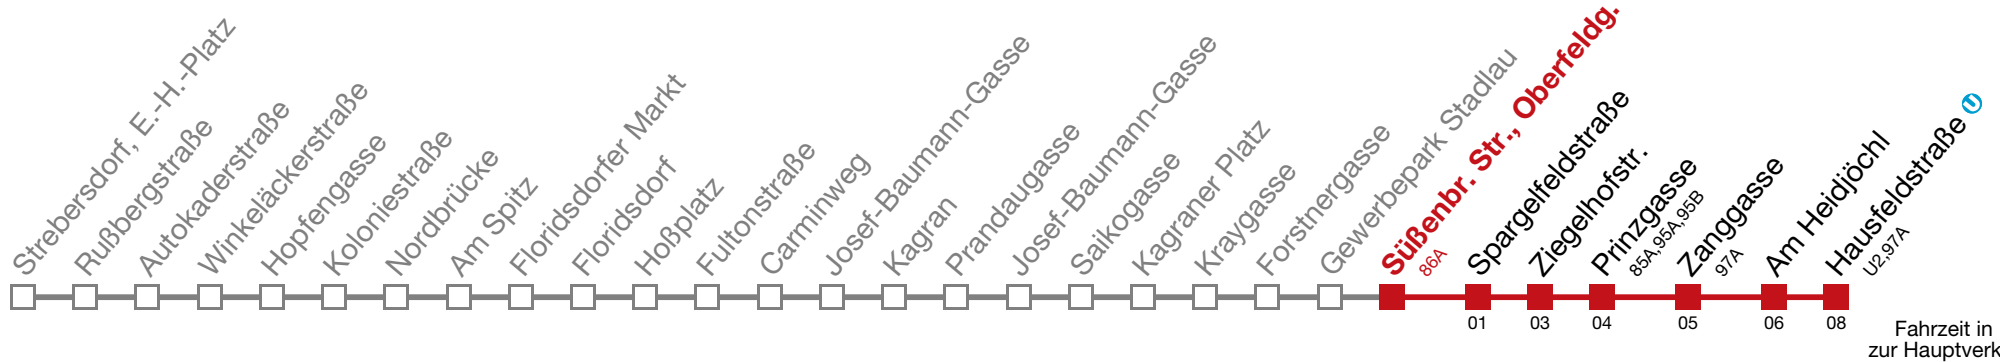 Strebersdorf, E.-H.-Platz
Rußbergstraße
Autokaderstraße
Winkeläckerstraße
Hopfengasse
Koloniestraße
Nordbrücke
Am Spitz
Floridsdorfer Markt
Floridsdorf
Hoßplatz
Fultonstraße
Carminweg
Josef-Baumann-Gasse
Kagran
Prandaugasse
Josef-Baumann-Gasse
Saikogasse
Kagraner Platz
Kraygasse
Forstnergasse
Gewerbepark Stadlau
Süßenbr. Str., Oberfeldg.
86A
Spargelfeldstraße
Ziegelhofstr.
Prinzgasse
85A,95A,95B
Zanggasse
97A
Am Heidjöchl
Hausfeldstraße U
U2,97A
01 03 04 05 06 08
Fahrzeit in
zur Hauptverk